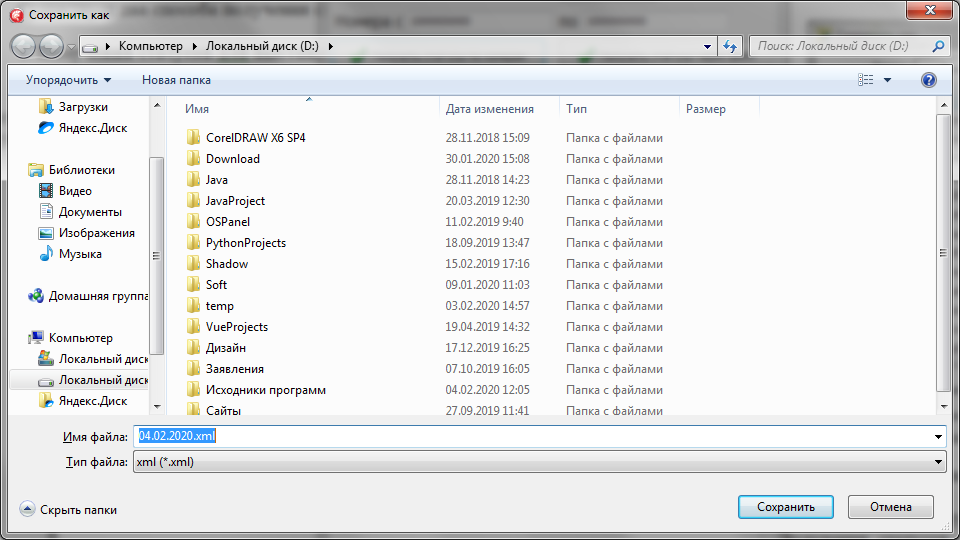 Сохранить как
Компьютер Локальный диск (D:)
Поиск: Локальный диск (D:)
Упорядочить Новая папка
Имя Дата изменения Тип Размер
Загрузки
Яндекс.Диск
Библиотеки
Видео
Документы
Изображения
Музыка
Домашняя группа
Компьютер
Локальный диск
Локальный диск
Яндекс.Диск
CorelDRAW X6 SP4 28.11.2018 15:09 Папка с файлами
Download 30.01.2020 15:08 Папка с файлами
Java 28.11.2018 14:23 Папка с файлами
JavaProject 20.03.2019 12:30 Папка с файлами
OSPanel 11.02.2019 9:40 Папка с файлами
PythonProjects 18.09.2019 13:47 Папка с файлами
Shadow 15.02.2019 17:16 Папка с файлами
Soft 09.01.2020 11:03 Папка с файлами
temp 03.02.2020 14:57 Папка с файлами
VueProjects 19.04.2019 14:32 Папка с файлами
Дизайн 17.12.2019 16:25 Папка с файлами
Заявления 07.10.2019 16:05 Папка с файлами
Исходники программ 04.02.2020 12:05 Папка с файлами
Сайты 27.09.2019 11:41 Папка с файлами
Имя файла: 04.02.2020.xml
Тип файла: xml (*.xml)
Скрыть папки
Сохранить Отмена